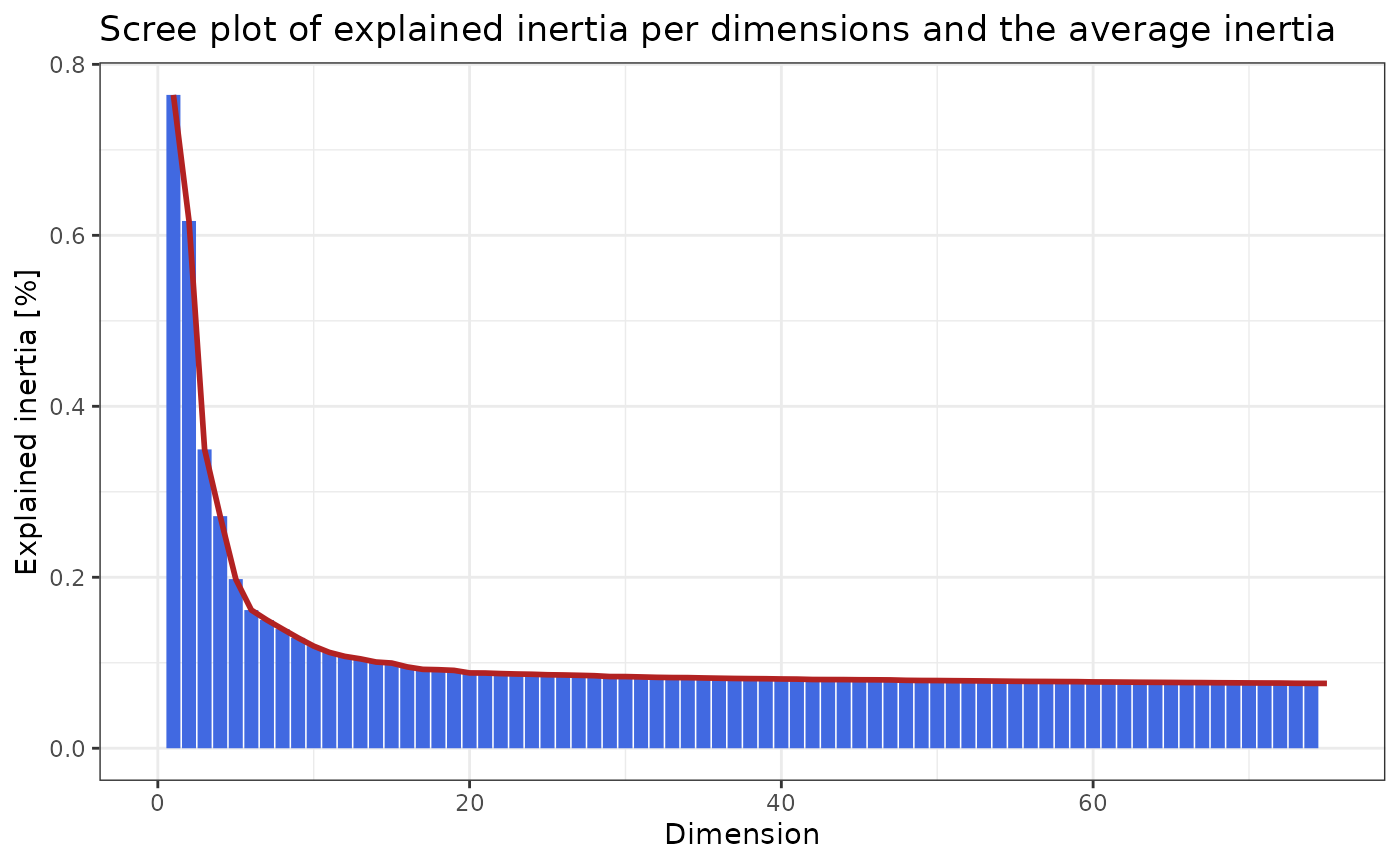 Scree plot of explained inertia per dimensions and the average inertia
Explained inertia [%]
0.8
0.6
0.4
0.2
0.0
0 20 40 60
Dimension